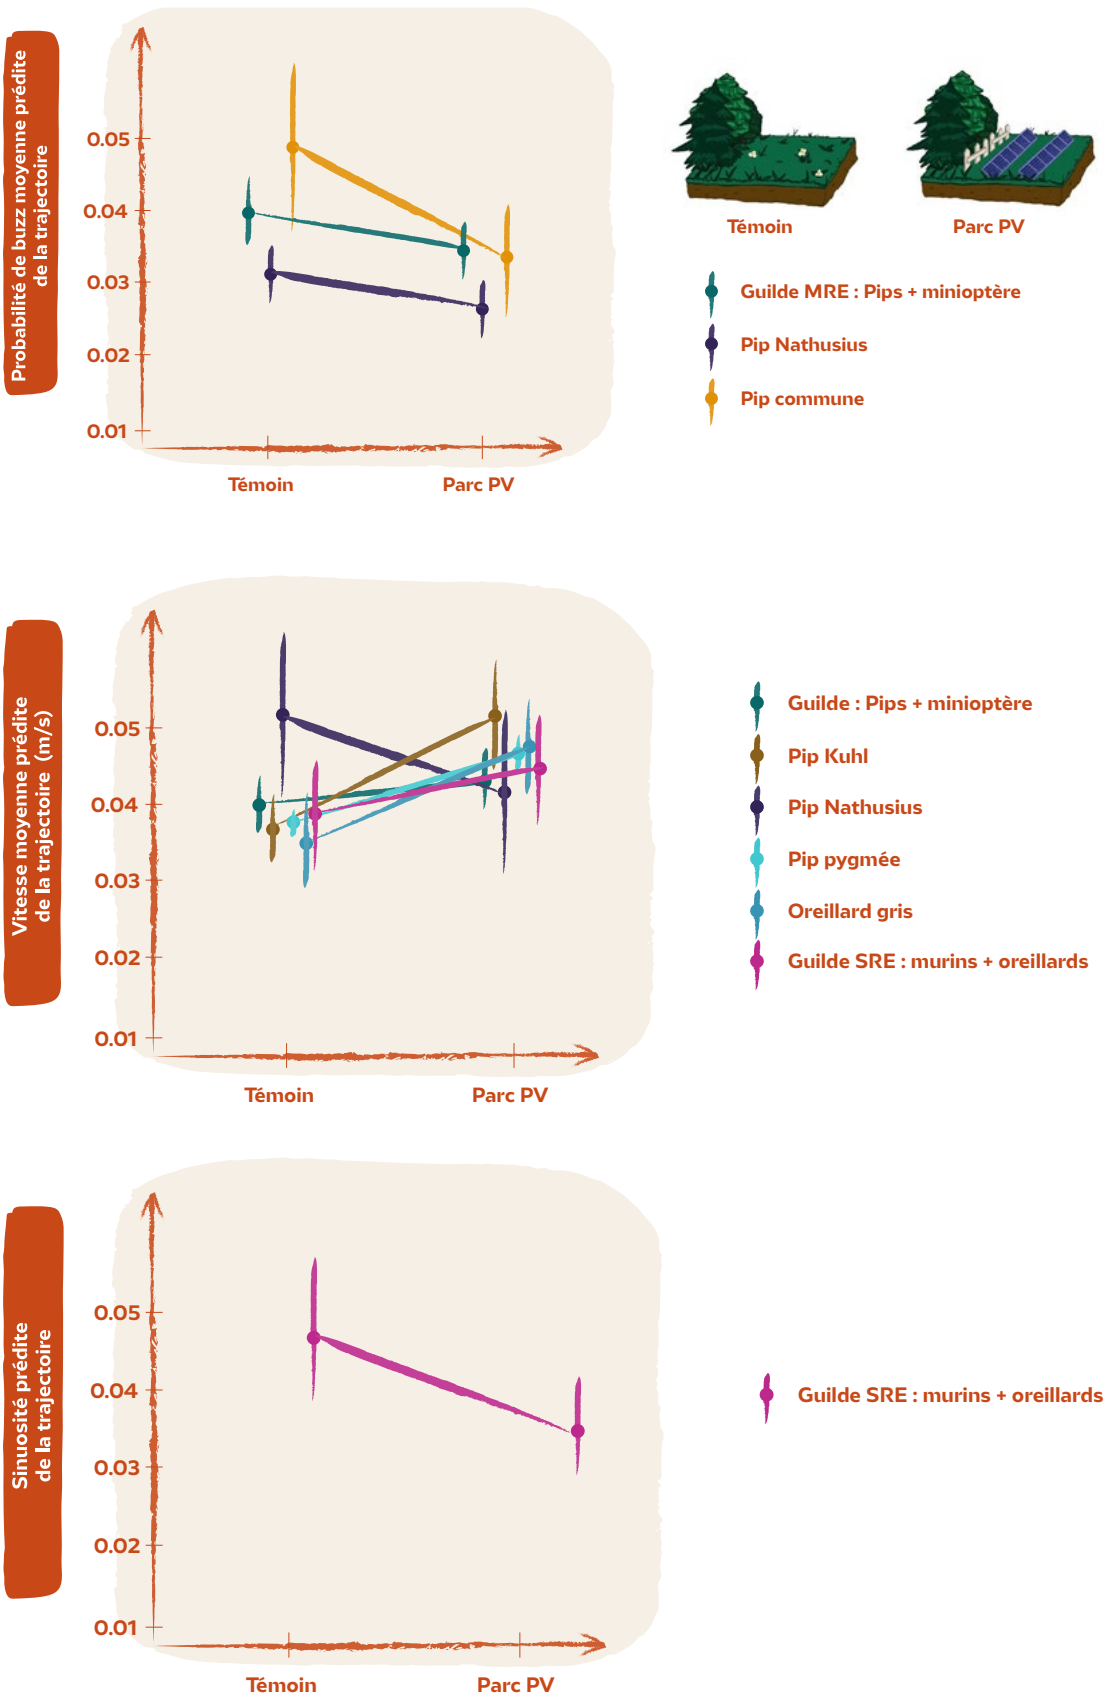 Probabilité de buzz moyenne prédite
de la trajectoire
0.05
0.04
0.03
0.02
0.01
Témoin
Parc PV
Témoin
Parc PV
Guilde MRE : Pips + minioptère
Pip Nathusius
Pip commune
Vitesse moyenne prédite
de la trajectoire (m/s)
0.05
0.04
0.03
0.02
0.01
Témoin
Parc PV
Guilde : Pips + minioptère
Pip Kuhl
Pip Nathusius
Pip pygmée
Oreillard gris
Guilde SRE : murins + oreillards
Sinuosité prédite
de la trajectoire
0.05
0.04
0.03
0.02
0.01
Témoin
Parc PV
Guilde SRE : murins + oreillards